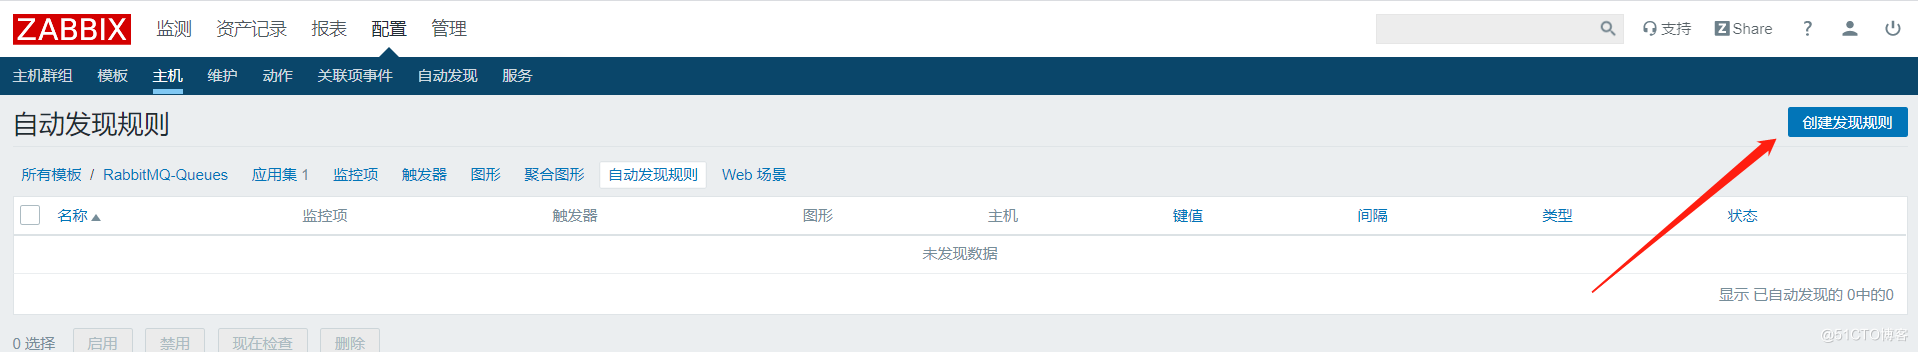 ZABBIX 监测 资产记录 报表 配置 管理 支持 Z Share ?
主机群组 模板 主机 维护 动作 关联项事件 自动发现 服务
自动发现规则 创建发现规则
所有模板 / RabbitMQ-Queues 应用集 1 监控项 触发器 图形 聚合图形 自动发现规则 Web 场景
名称 监控项 触发器 图形 主机 键值 间隔 类型 状态
未发现数据
显示 已自动发现的 0中的0
0 选择 启用 禁用 现在检查 删除
@51CTO博客